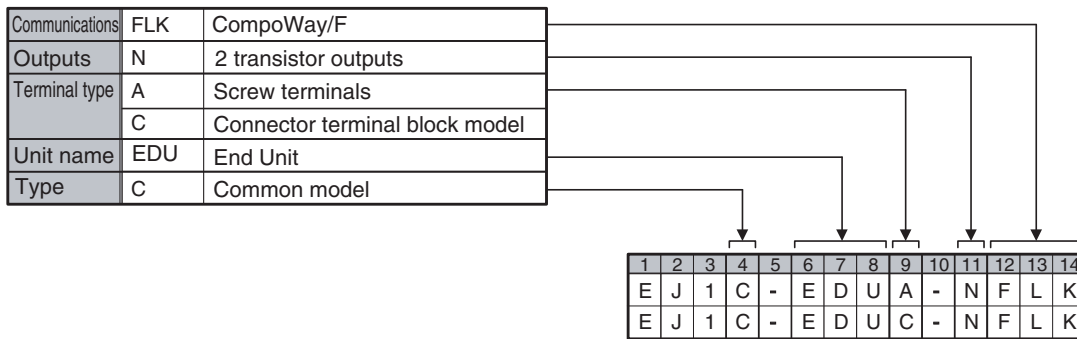 Communications FLK CompoWay/F
Outputs N 2 transistor outputs
Terminal type A Screw terminals
C Connector terminal block model
Unit name EDU End Unit
Type C Common model
1 2 3 4 5 6 7 8 9 10 11 12 13 14
E J 1 C - E D U A - N F L K
E J 1 C - E D U C - N F L K